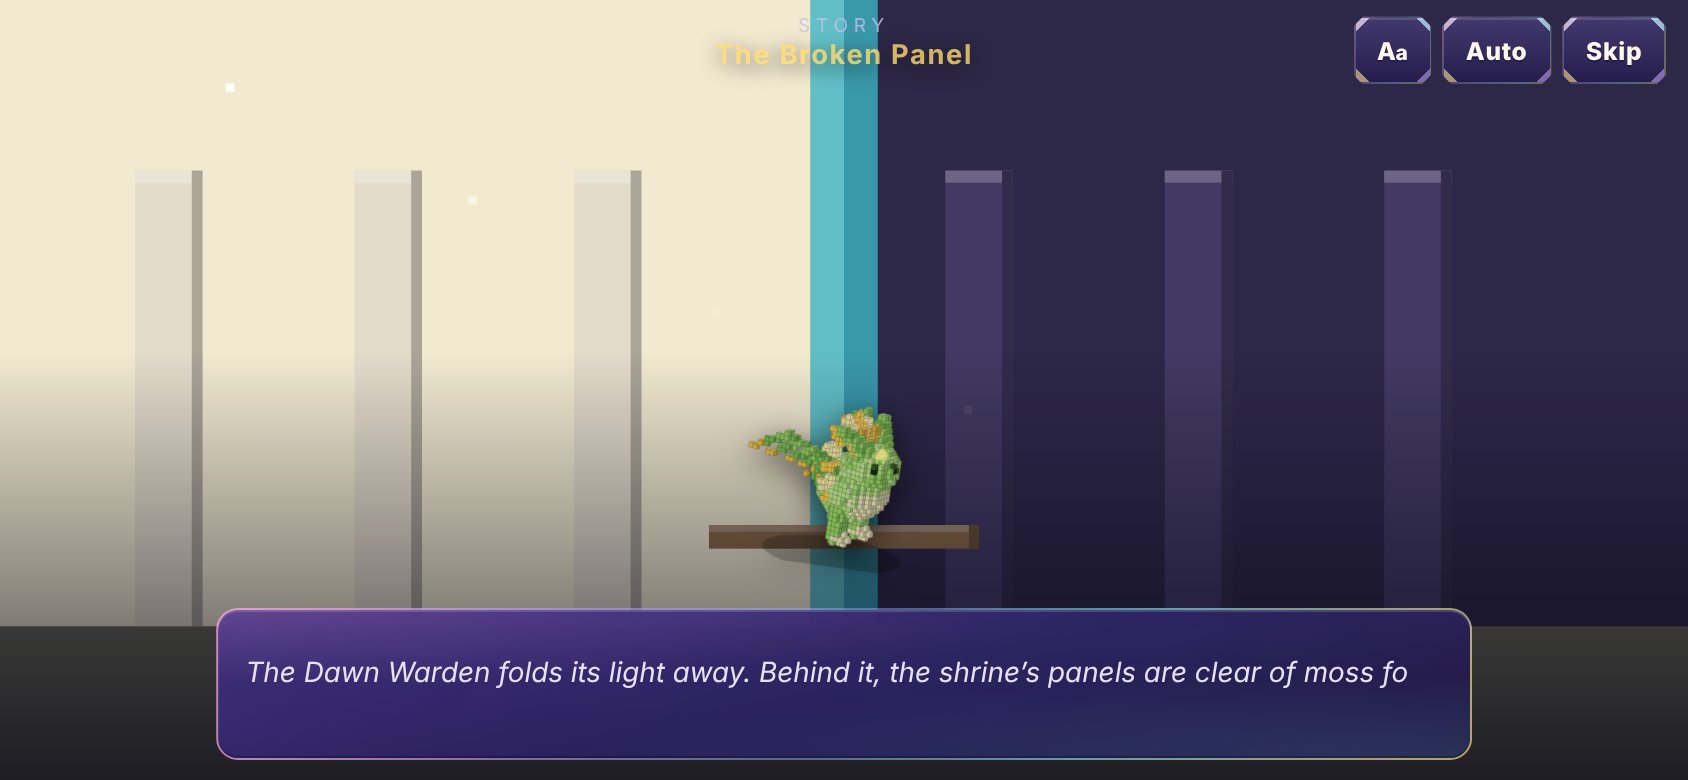 STORY
The Broken Panel
Aa
Auto
Skip
The Dawn Warden folds its light away. Behind it, the shrine’s panels are clear of moss fo